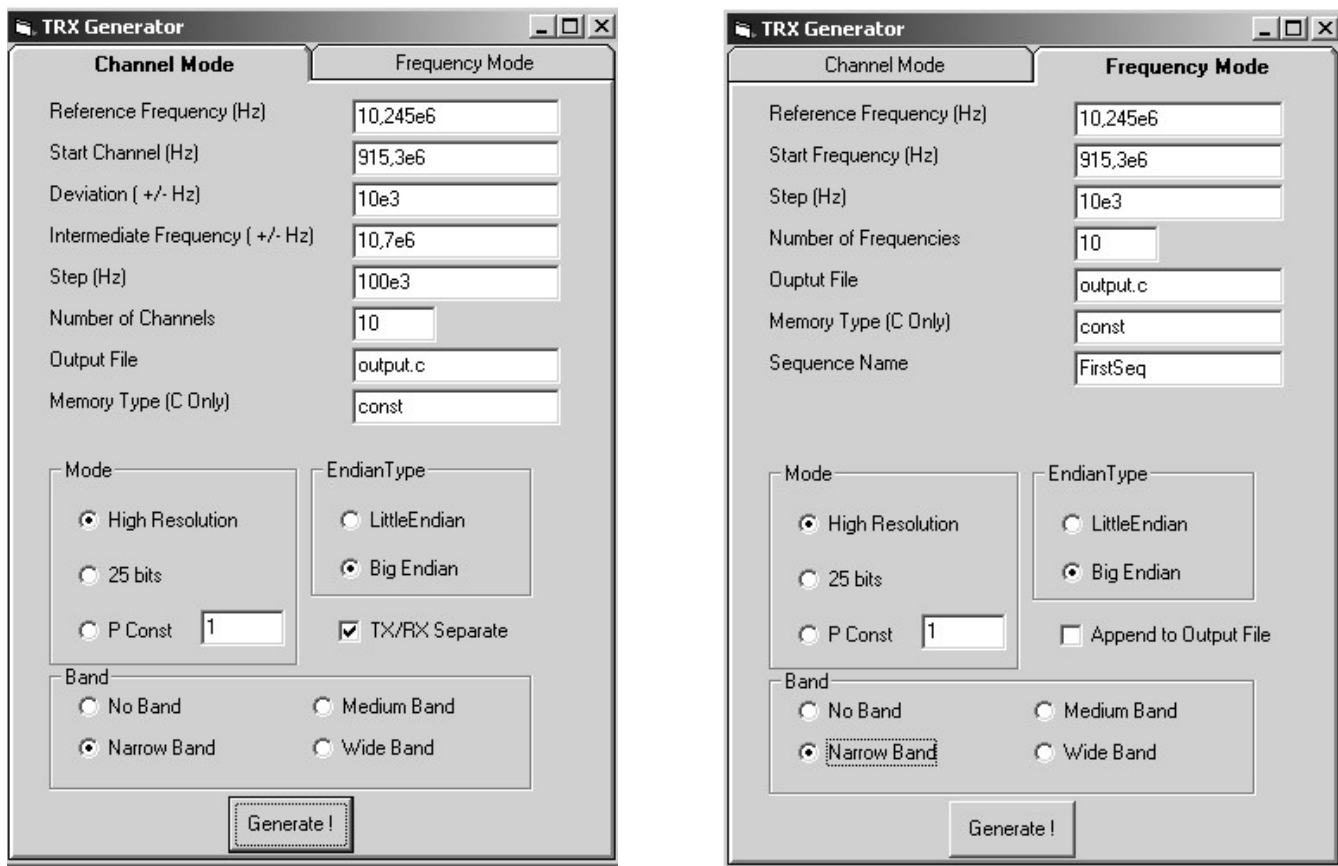 TRX Generator
Channel Mode
Frequency Mode
Reference Frequency (Hz)
10,245e6
Start Channel (Hz)
915,3e6
Deviation ( +/- Hz)
10e3
Intermediate Frequency ( +/- Hz)
10,7e6
Step (Hz)
100e3
Number of Channels
10
Output File
output.c
Memory Type (C Only)
const
Mode
High Resolution
25 bits
P Const
1
EndianType
LittleEndian
Big Endian
TX/RX Separate
Band
No Band
Medium Band
Narrow Band
Wide Band
Generate !
TRX Generator
Channel Mode
Frequency Mode
Reference Frequency (Hz)
10,245e6
Start Frequency (Hz)
915,3e6
Step (Hz)
10e3
Number of Frequencies
10
Ouptut File
output.c
Memory Type (C Only)
const
Sequence Name
FirstSeq
Mode
High Resolution
25 bits
P Const
1
EndianType
LittleEndian
Big Endian
Append to Output File
Band
No Band
Medium Band
Narrow Band
Wide Band
Generate !